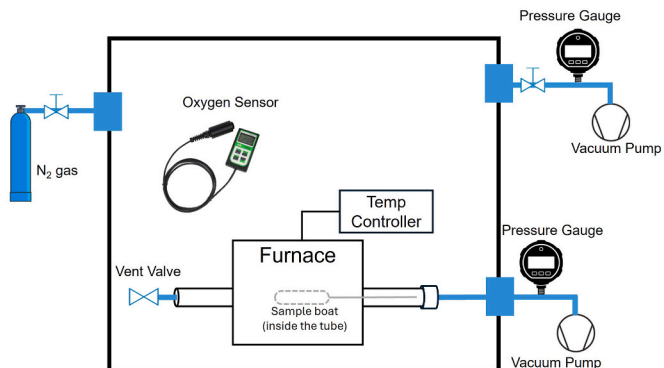 Pressure Gauge
Oxygen Sensor
N₂ gas
Vacuum Pump
Temp
Controller
Furnace
Pressure Gauge
Vent Valve
Sample boat
(inside the tube)
Vacuum Pump